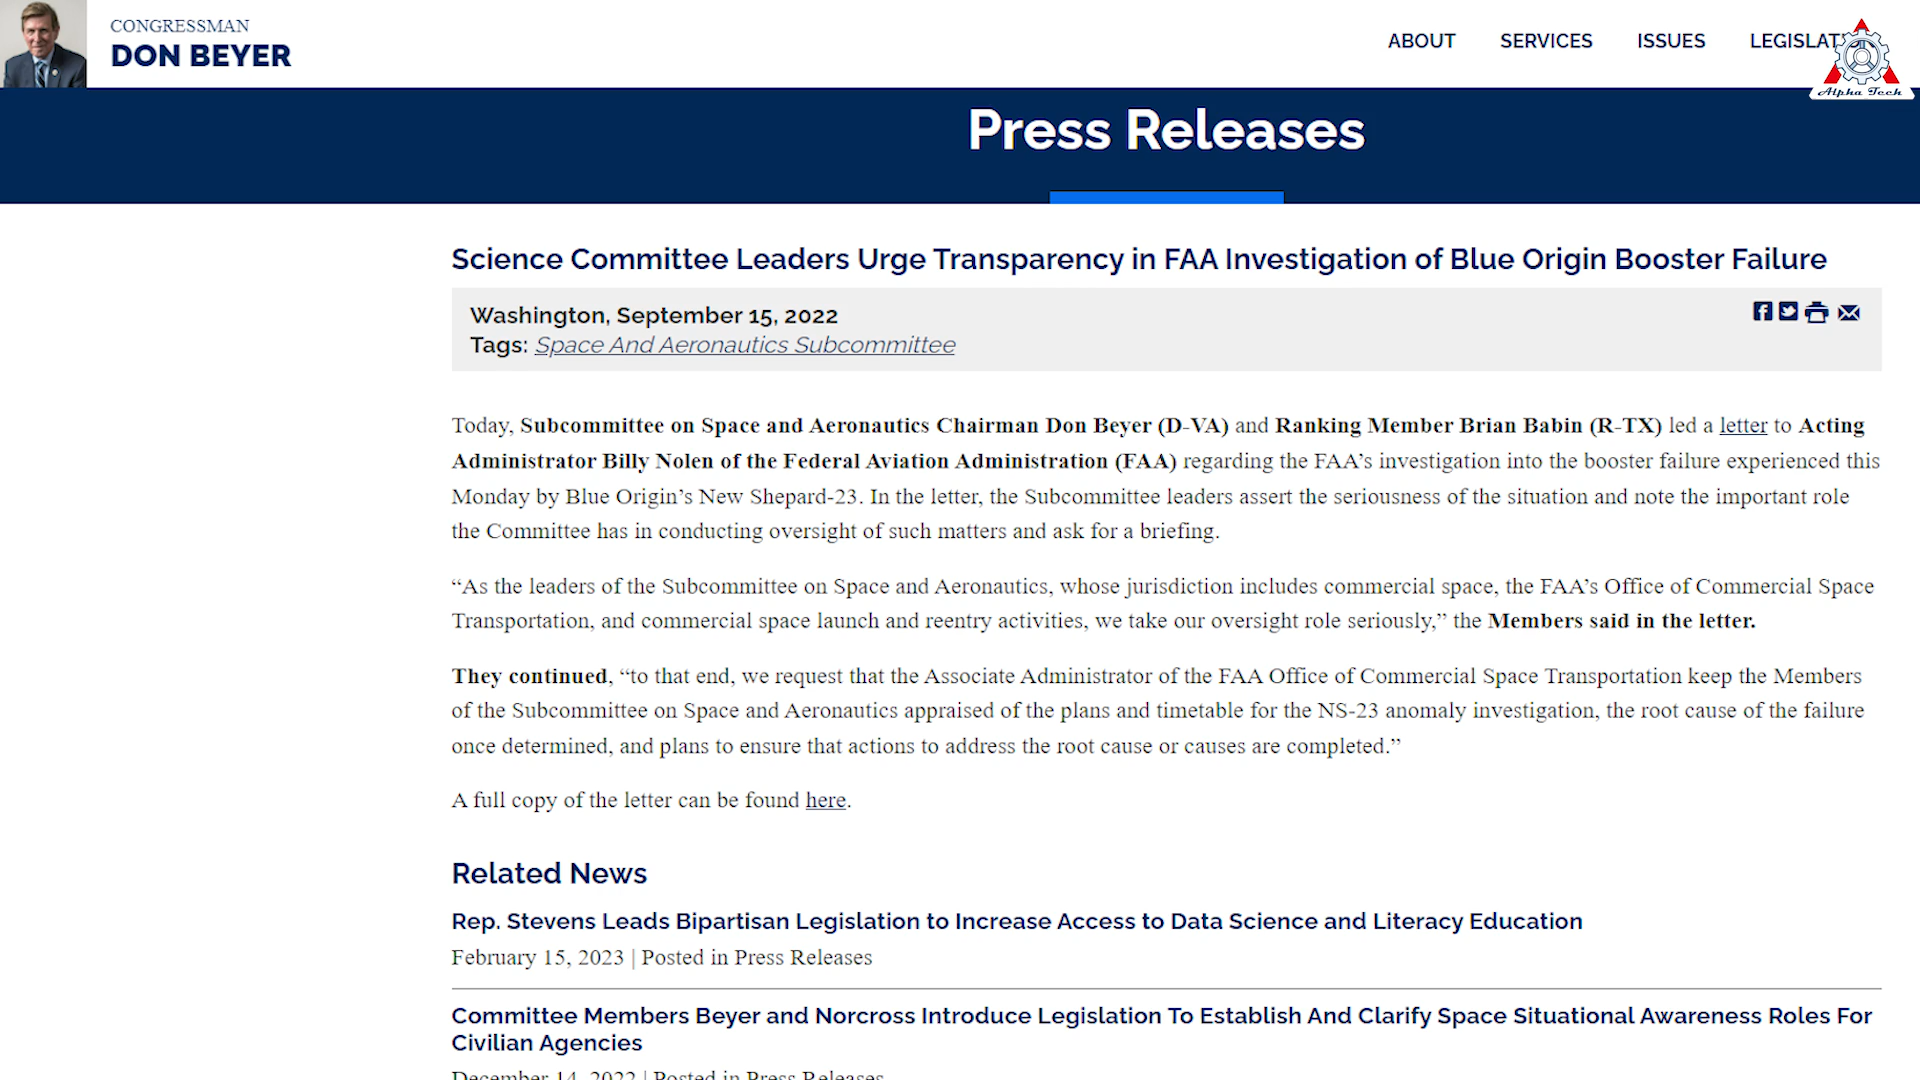 CONGRESSMAN
DON BEYER
ABOUT SERVICES ISSUES LEGISLAT
Alpha Tech
Press Releases
Science Committee Leaders Urge Transparency in FAA Investigation of Blue Origin Booster Failure
Washington, September 15, 2022
Tags: Space And Aeronautics Subcommittee
Today, Subcommittee on Space and Aeronautics Chairman Don Beyer (D-VA) and Ranking Member Brian Babin (R-TX) led a letter to Acting
Administrator Billy Nolen of the Federal Aviation Administration (FAA) regarding the FAA’s investigation into the booster failure experienced this
Monday by Blue Origin’s New Shepard-23. In the letter, the Subcommittee leaders assert the seriousness of the situation and note the important role
the Committee has in conducting oversight of such matters and ask for a briefing.
“As the leaders of the Subcommittee on Space and Aeronautics, whose jurisdiction includes commercial space, the FAA’s Office of Commercial Space
Transportation, and commercial space launch and reentry activities, we take our oversight role seriously,” the Members said in the letter.
They continued, “to that end, we request that the Associate Administrator of the FAA Office of Commercial Space Transportation keep the Members
of the Subcommittee on Space and Aeronautics appraised of the plans and timetable for the NS-23 anomaly investigation, the root cause of the failure
once determined, and plans to ensure that actions to address the root cause or causes are completed.”
A full copy of the letter can be found here.
Related News
Rep. Stevens Leads Bipartisan Legislation to Increase Access to Data Science and Literacy Education
February 15, 2023 | Posted in Press Releases
Committee Members Beyer and Norcross Introduce Legislation To Establish And Clarify Space Situational Awareness Roles For
Civilian Agencies
December 14, 2022 | Posted in Press Releases